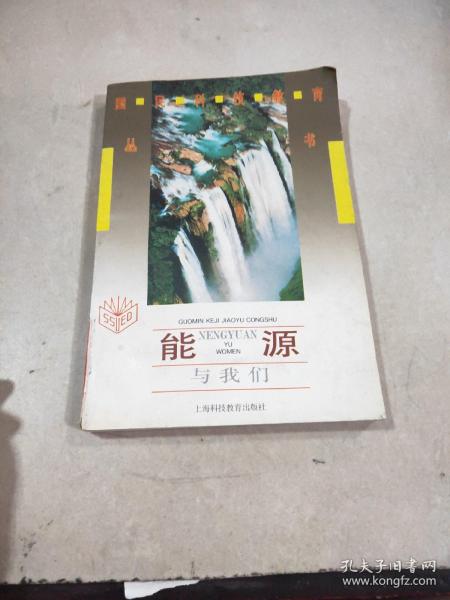 国民科技教育
丛书
GUOMIN KEJI JIAOYU CONGSHU
能源
NENGYUAN
YU
WOMEN
与我们
SSTED
上海科技教育出版社
孔夫子旧书网
www.kongfz.com